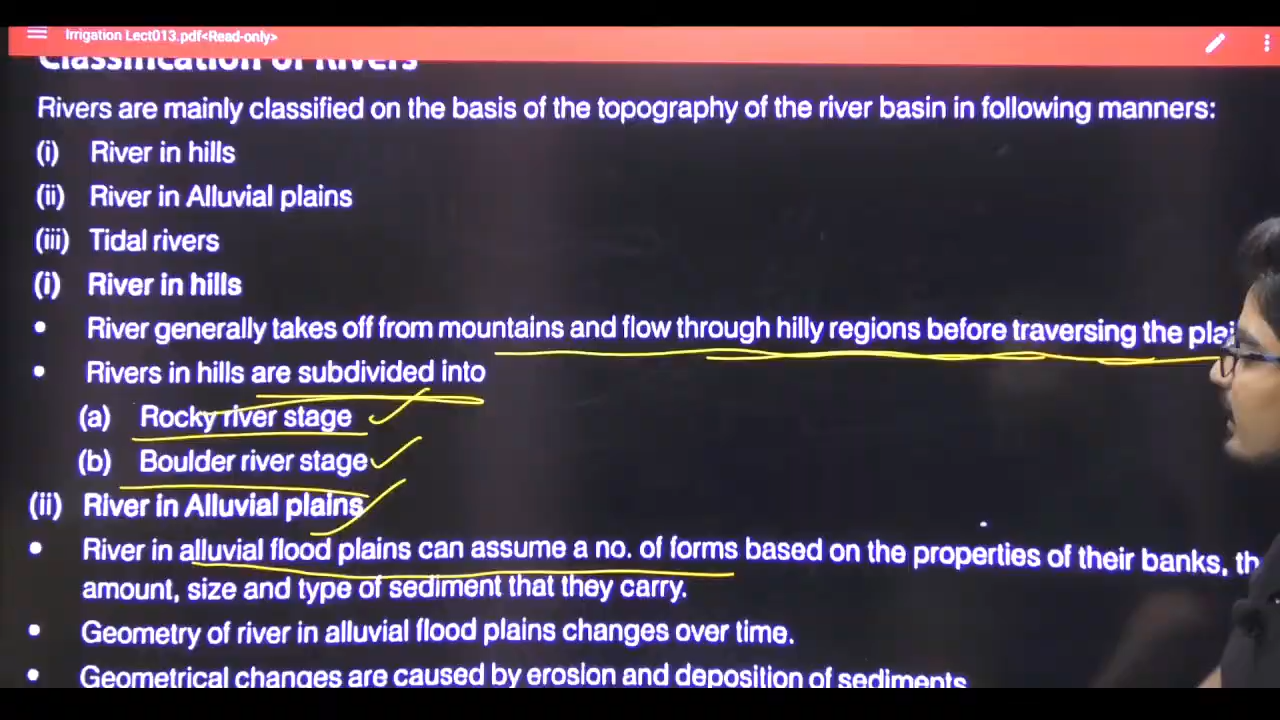 Irrigation Lect013.pdf<Read-only>
Classification of Rivers
Rivers are mainly classified on the basis of the topography of the river basin in following manners:
(i) River in hills
(ii) River in Alluvial plains
(iii) Tidal rivers
(i) River in hills
• River generally takes off from mountains and flow through hilly regions before traversing the
• Rivers in hills are subdivided into
(a) Rocky river stage
(b) Boulder river stage
(ii) River in Alluvial plains
• River in alluvial flood plains can assume a no. of forms based on the properties of their banks,
amount, size and type of sediment that they carry.
• Geometry of river in alluvial flood plains changes over time.
• Geometrical changes are caused by erosion and deposition of sediments